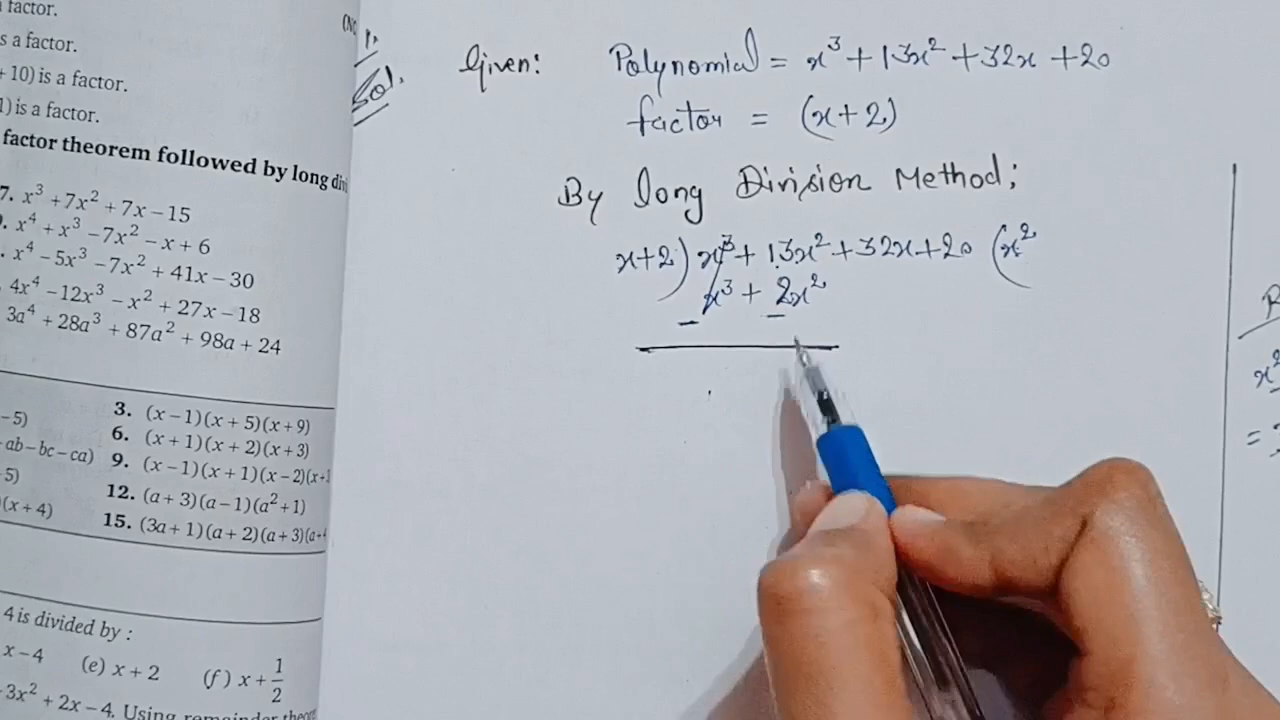 factor.
s a factor.
+ 10) is a factor.
1) is a factor.
factor theorem followed by long
7. x³ + 7x² + 7x − 15
. x⁴ + x³ − 7x² − x + 6
. x⁴ − 5x³ − 7x² + 41x − 30
4x⁴ − 12x³ − x² + 27x − 18
3a⁴ + 28a³ + 87a² + 98a + 24
−5) 3. (x−1)(x+5)(x+9)
ab−bc−ca) 6. (x+1)(x+2)(x+3)
5) 9. (x−1)(x+1)(x−2)(x+
(x+4) 12. (a+3)(a−1)(a²+1)
15. (3a+1)(a+2)(a+3)(a+
4 is divided by :
x−4 (e) x+2 (f) x+1/2
3x² + 2x − 4. Using remainder
Sol.
Given: Polynomial = x³ + 13x² + 32x + 20
factor = (x+2)
By long Division Method;
x+2) x³ + 13x² + 32x + 20 (x²
x³ + 2x²
− −
x²
=